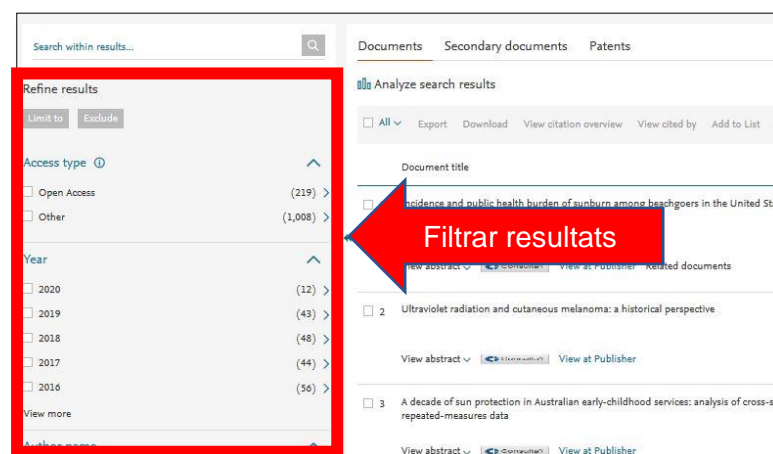 Search within results...
Refine results
Limit to Exclude
Access type
Open Access (219)
Other (1,008)
Year
2020 (12)
2019 (43)
2018 (48)
2017 (44)
2016 (56)
View more
Author name
Documents Secondary documents Patents
Analyze search results
All Export Download View citation overview View cited by Add to List
Document title
incidence and public health burden of sunburn among beachgoers in the United St
Filtrar resultats
View abstract View at Publisher Related documents
2 Ultraviolet radiation and cutaneous melanoma: a historical perspective
View abstract View at Publisher
3 A decade of sun protection in Australian early-childhood services: analysis of cross-s
repeated-measures data
View abstract View at Publisher